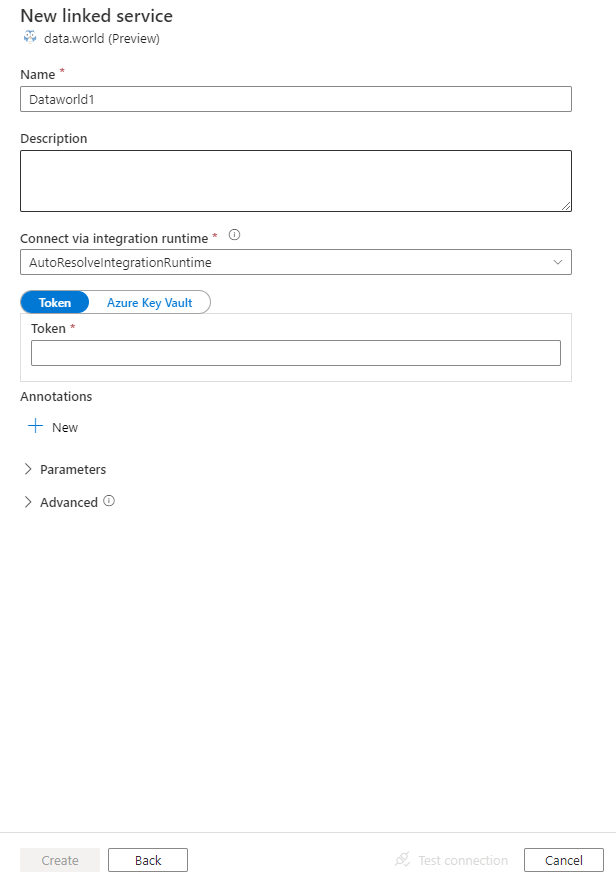 New linked service
data.world (Preview)
Name *
Dataworld1
Description
Connect via integration runtime *
AutoResolveIntegrationRuntime
Token Azure Key Vault
Token *
Annotations
New
Parameters
Advanced
Create Back Test connection Cancel